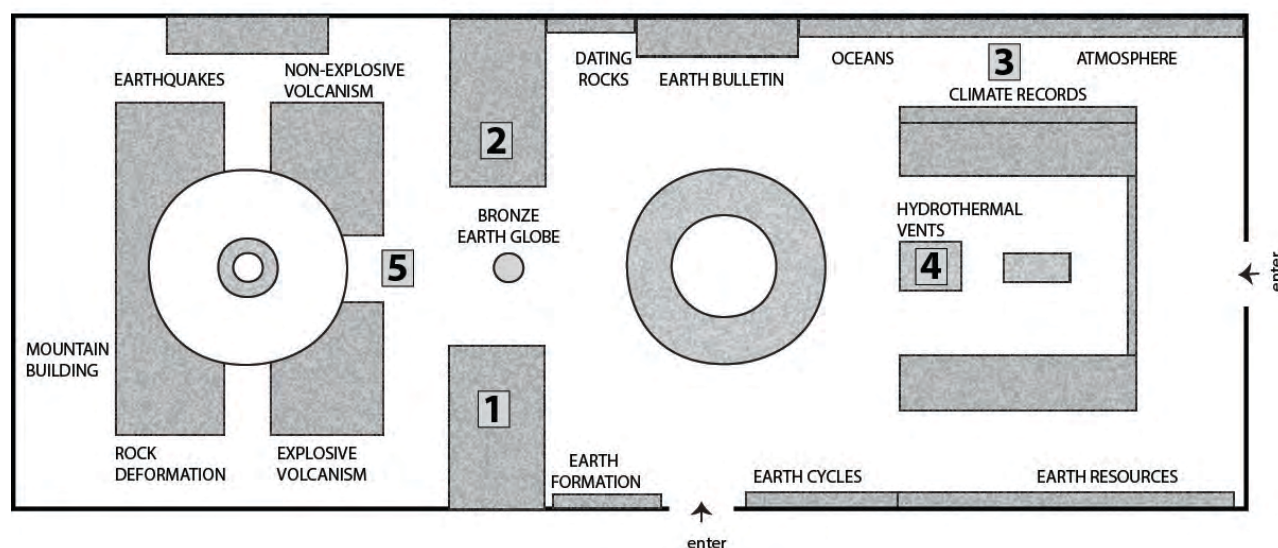 EARTHQUAKES
NON-EXPLOSIVE
VOLCANISM
2
DATING
ROCKS
EARTH BULLETIN
OCEANS
3
ATMOSPHERE
CLIMATE RECORDS
BRONZE
EARTH GLOBE
HYDROTHERMAL
VENTS
5
4
enter
MOUNTAIN
BUILDING
1
ROCK
DEFORMATION
EXPLOSIVE
VOLCANISM
EARTH
FORMATION
EARTH CYCLES
EARTH RESOURCES
enter